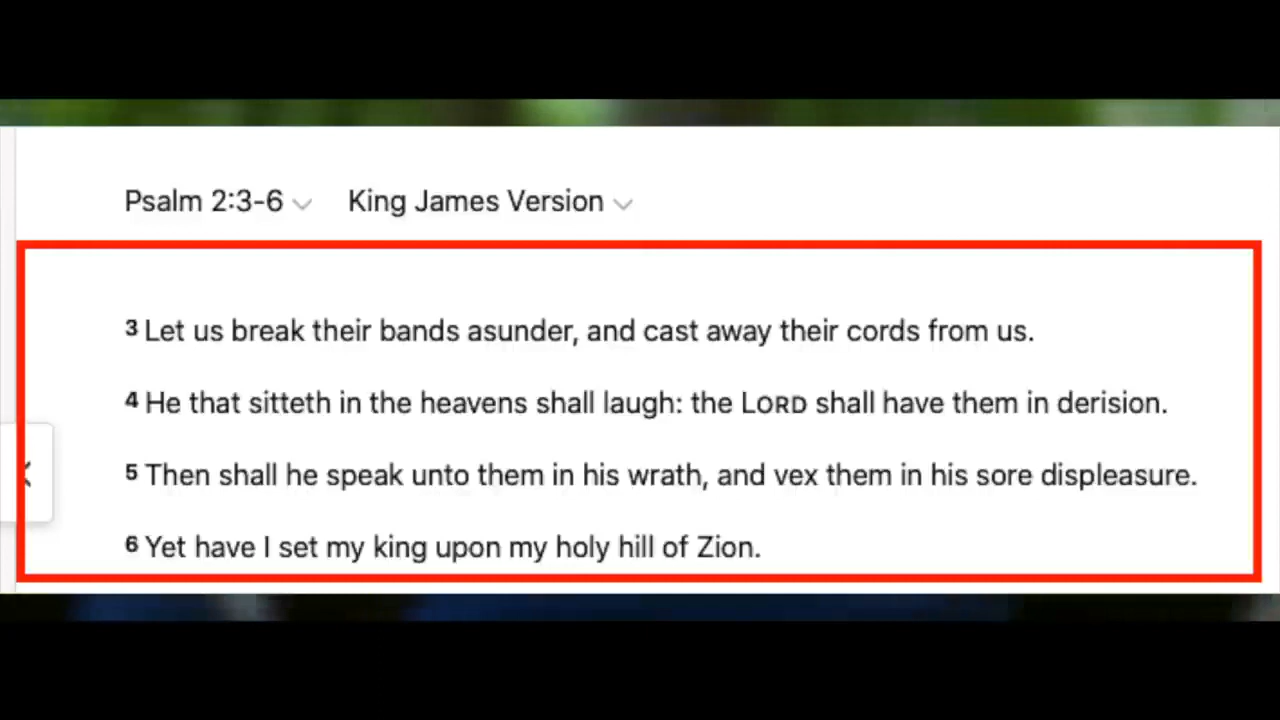 Psalm 2:3-6 King James Version
3 Let us break their bands asunder, and cast away their cords from us.
4 He that sitteth in the heavens shall laugh: the LORD shall have them in derision.
5 Then shall he speak unto them in his wrath, and vex them in his sore displeasure.
6 Yet have I set my king upon my holy hill of Zion.